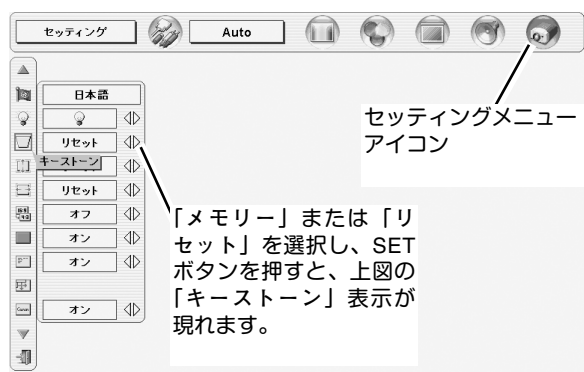 セッティング
Auto
セッティングメニュー
アイコン
日本語
リセット
キーストーン
リセット
オフ
オン
オン
オン
「メモリー」または「リ
セット」を選択し、SET
ボタンを押すと、上図の
「キーストーン」表示が
現れます。